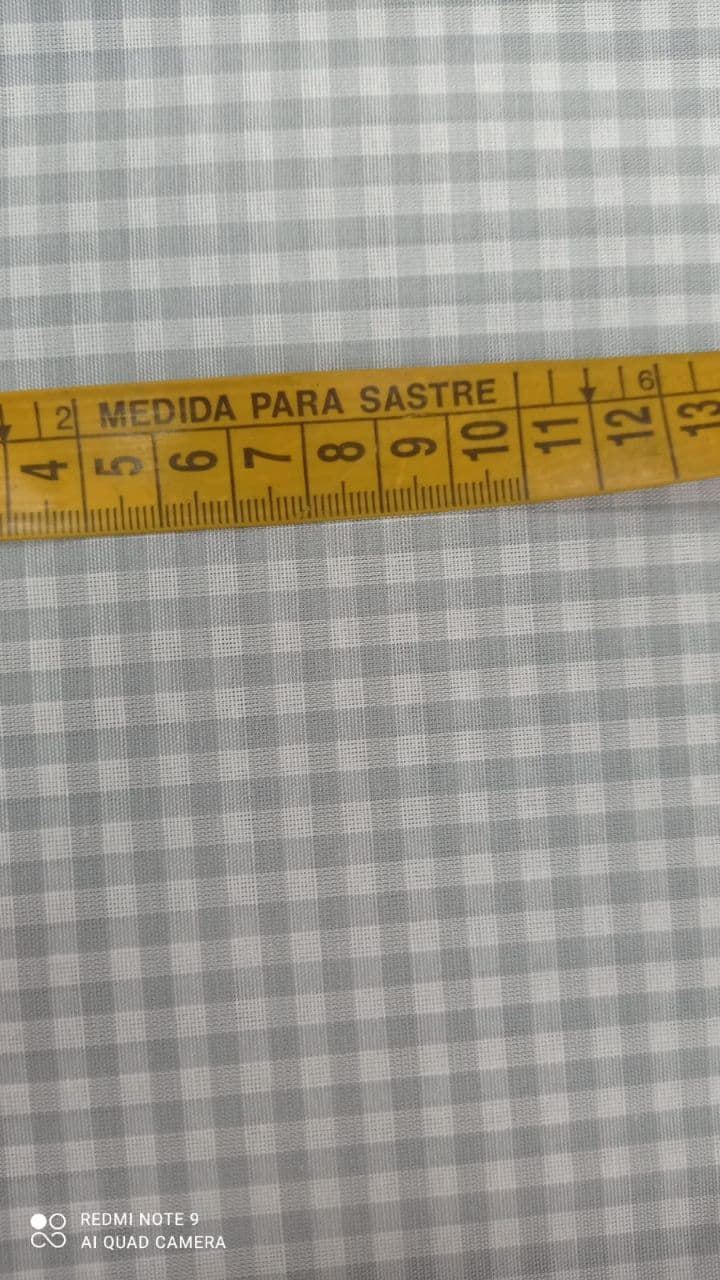 2 MEDIDA PARA SASTRE 6
4 5 6 7 8 9 10 11 12 13
REDMI NOTE 9
AI QUAD CAMERA